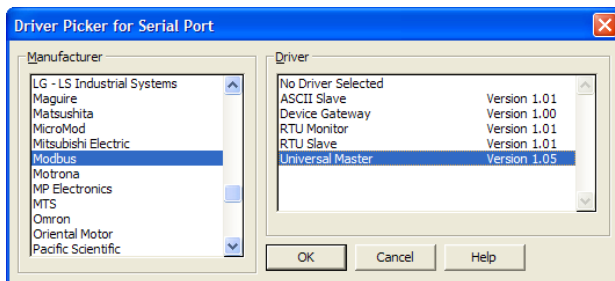 Driver Picker for Serial Port
Manufacturer
LG - LS Industrial Systems
Maguire
Matsushita
MicroMod
Mitsubishi Electric
Modbus
Motrona
MP Electronics
MTS
Omron
Oriental Motor
Pacific Scientific
Driver
No Driver Selected
ASCII Slave Version 1.01
Device Gateway Version 1.00
RTU Monitor Version 1.01
RTU Slave Version 1.01
Universal Master Version 1.05
OK Cancel Help